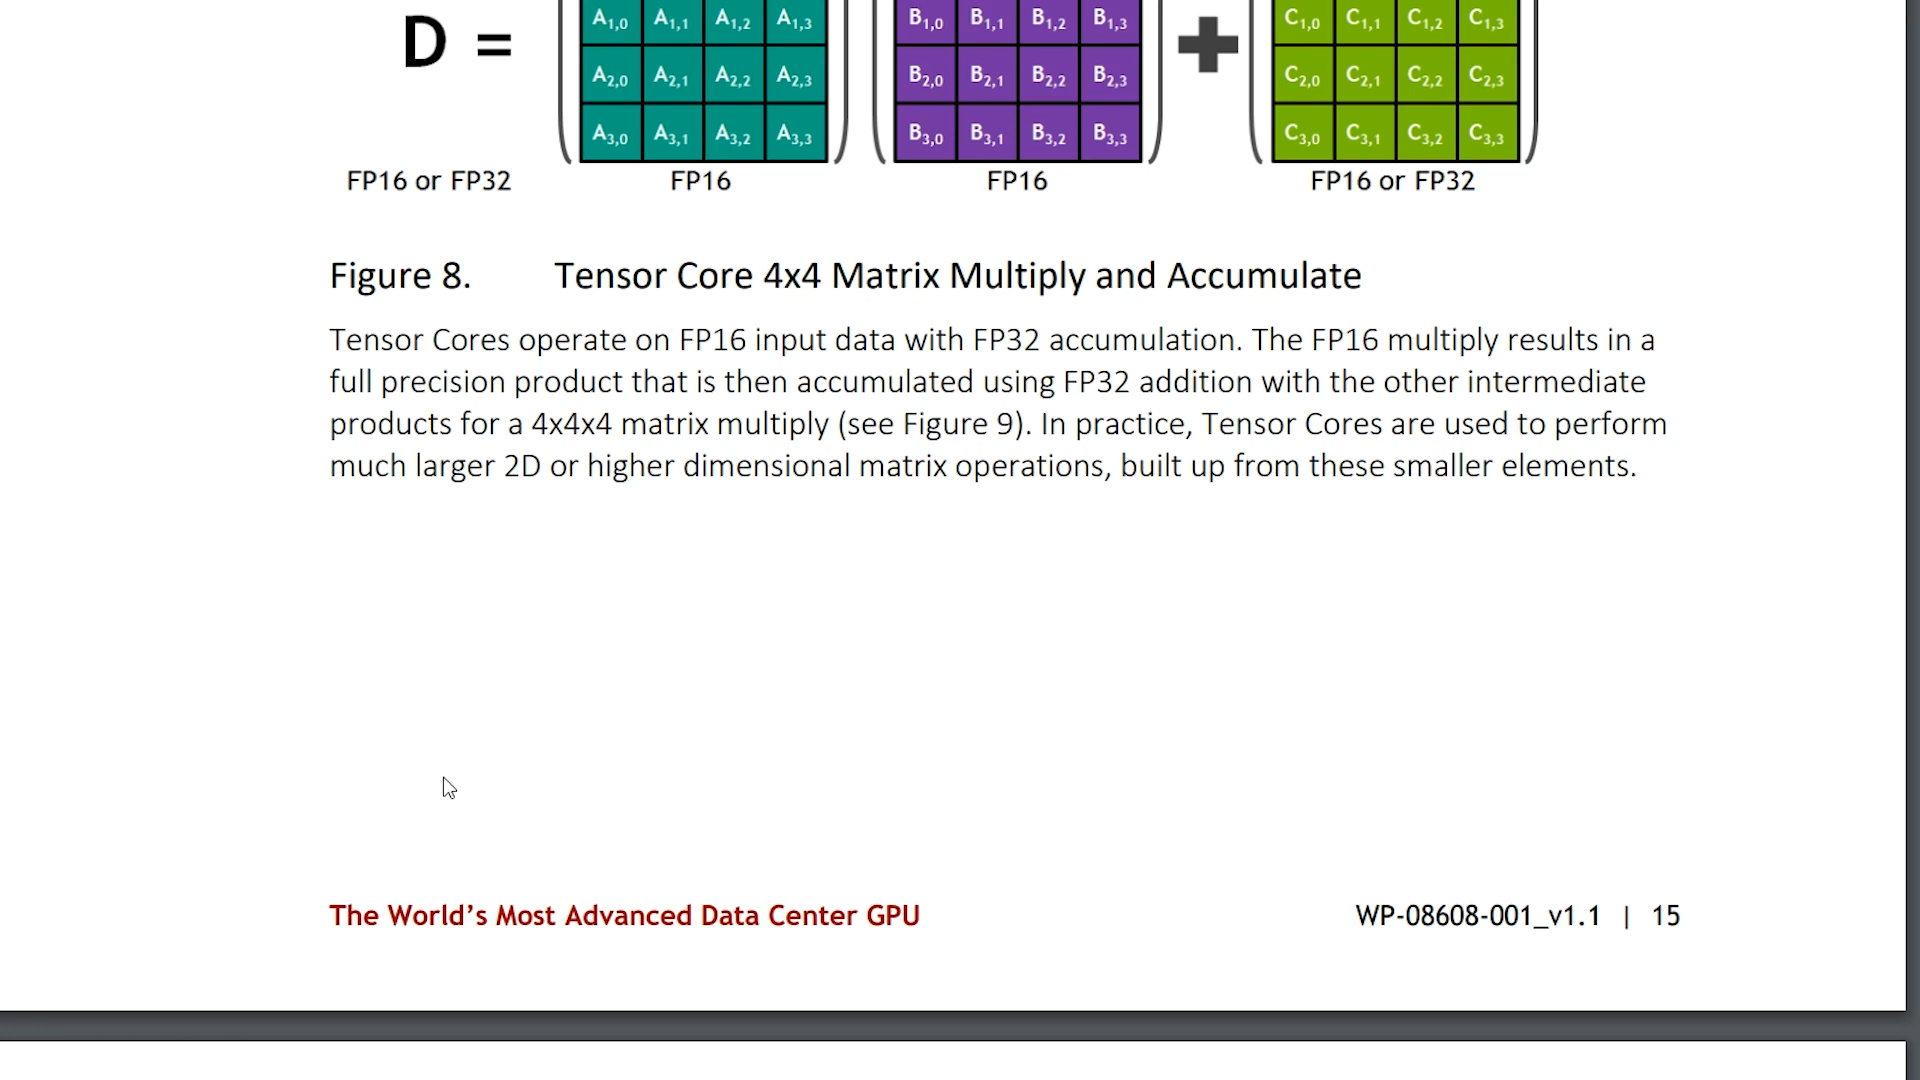 D =
A1,0 A1,1 A1,2 A1,3
A2,0 A2,1 A2,2 A2,3
A3,0 A3,1 A3,2 A3,3
B1,0 B1,1 B1,2 B1,3
B2,0 B2,1 B2,2 B2,3
B3,0 B3,1 B3,2 B3,3
+
C1,0 C1,1 C1,2 C1,3
C2,0 C2,1 C2,2 C2,3
C3,0 C3,1 C3,2 C3,3
FP16 or FP32 FP16 FP16 FP16 or FP32
Figure 8. Tensor Core 4x4 Matrix Multiply and Accumulate
Tensor Cores operate on FP16 input data with FP32 accumulation. The FP16 multiply results in a
full precision product that is then accumulated using FP32 addition with the other intermediate
products for a 4x4x4 matrix multiply (see Figure 9). In practice, Tensor Cores are used to perform
much larger 2D or higher dimensional matrix operations, built up from these smaller elements.
The World’s Most Advanced Data Center GPU WP-08608-001_v1.1 | 15